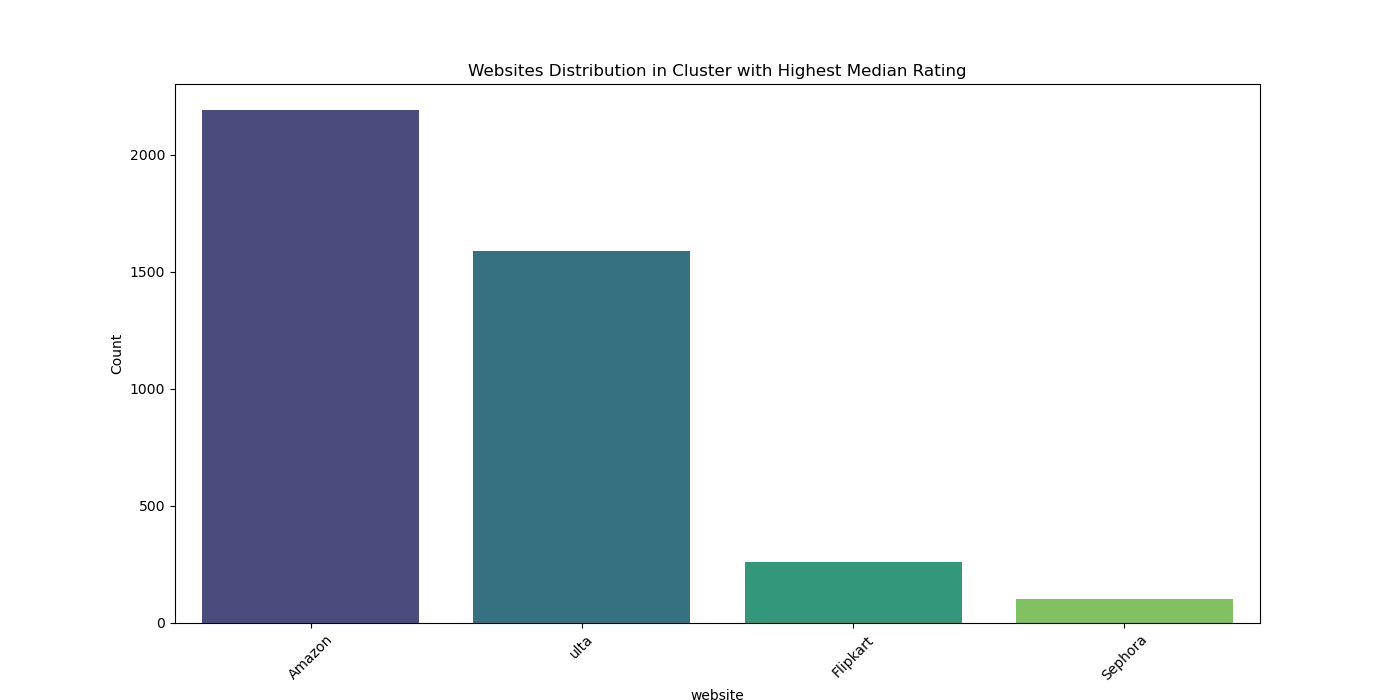 Websites Distribution in Cluster with Highest Median Rating
Count
2000
1500
1000
500
0
Amazon
ulta
Flipkart
Sephora
website